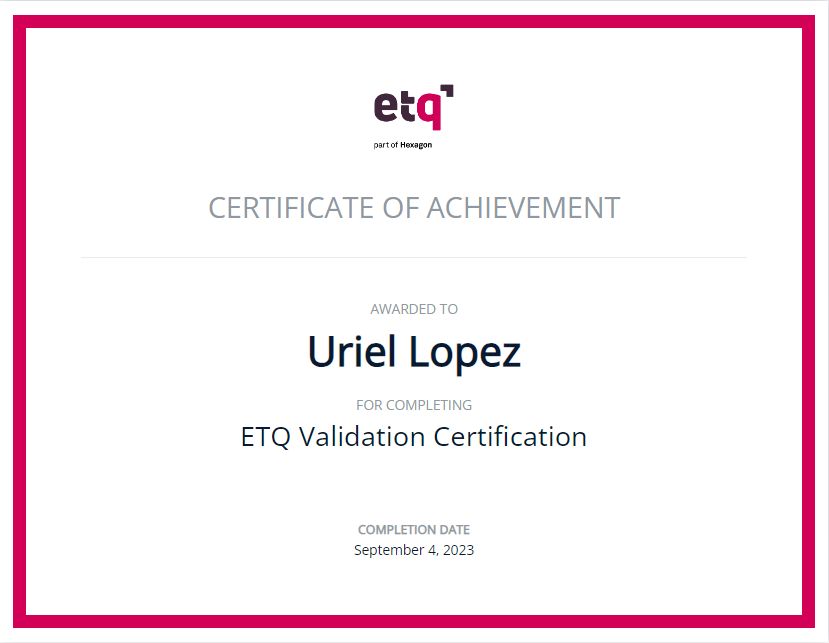 etq
part of Hexagon
CERTIFICATE OF ACHIEVEMENT
AWARDED TO
Uriel Lopez
FOR COMPLETING
ETQ Validation Certification
COMPLETION DATE
September 4, 2023